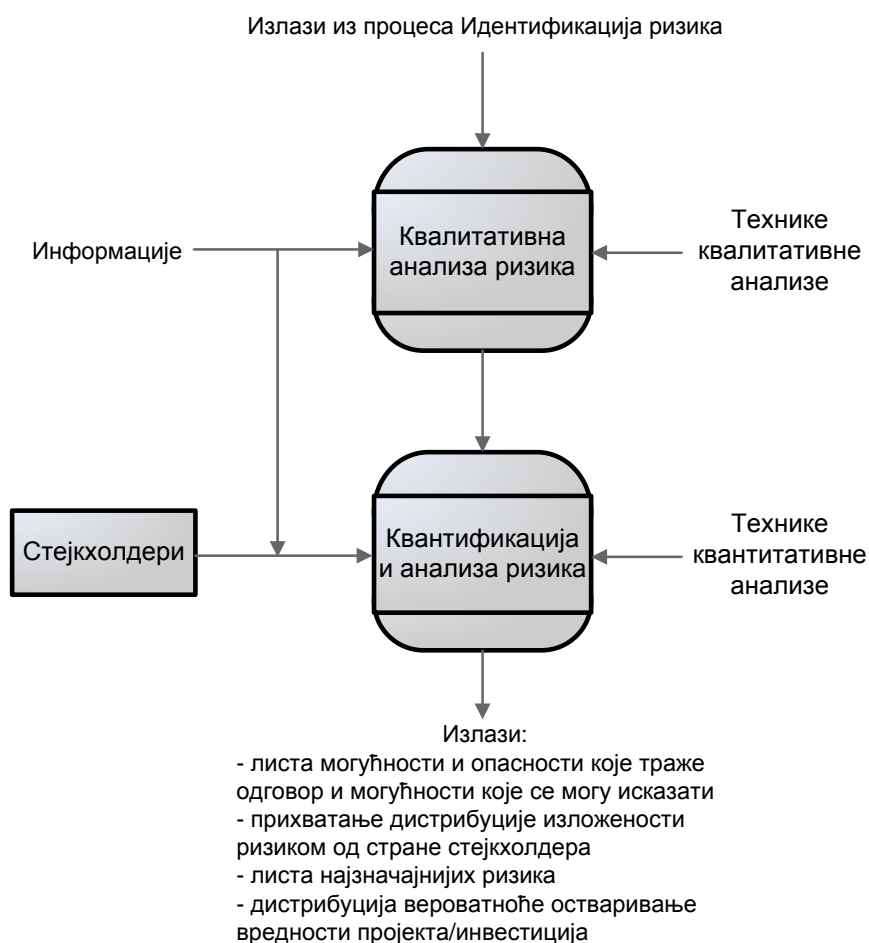 Излази из процеса Идентификација ризика
Информације
Квалитативна
анализа ризика
Технике
квалитативне
анализе
Стејкхолдери
Квантификација
и анализа ризика
Технике
квантитативне
анализе
Излази:
- листа могућности и опасности које траже
одговор и могућности које се могу исказати
- прихватање дистрибуције изложености
ризиком од стране стејкхолдера
- листа најзначајнијих ризика
- дистрибуција вероватноће остваривање
вредности пројекта/инвестиција